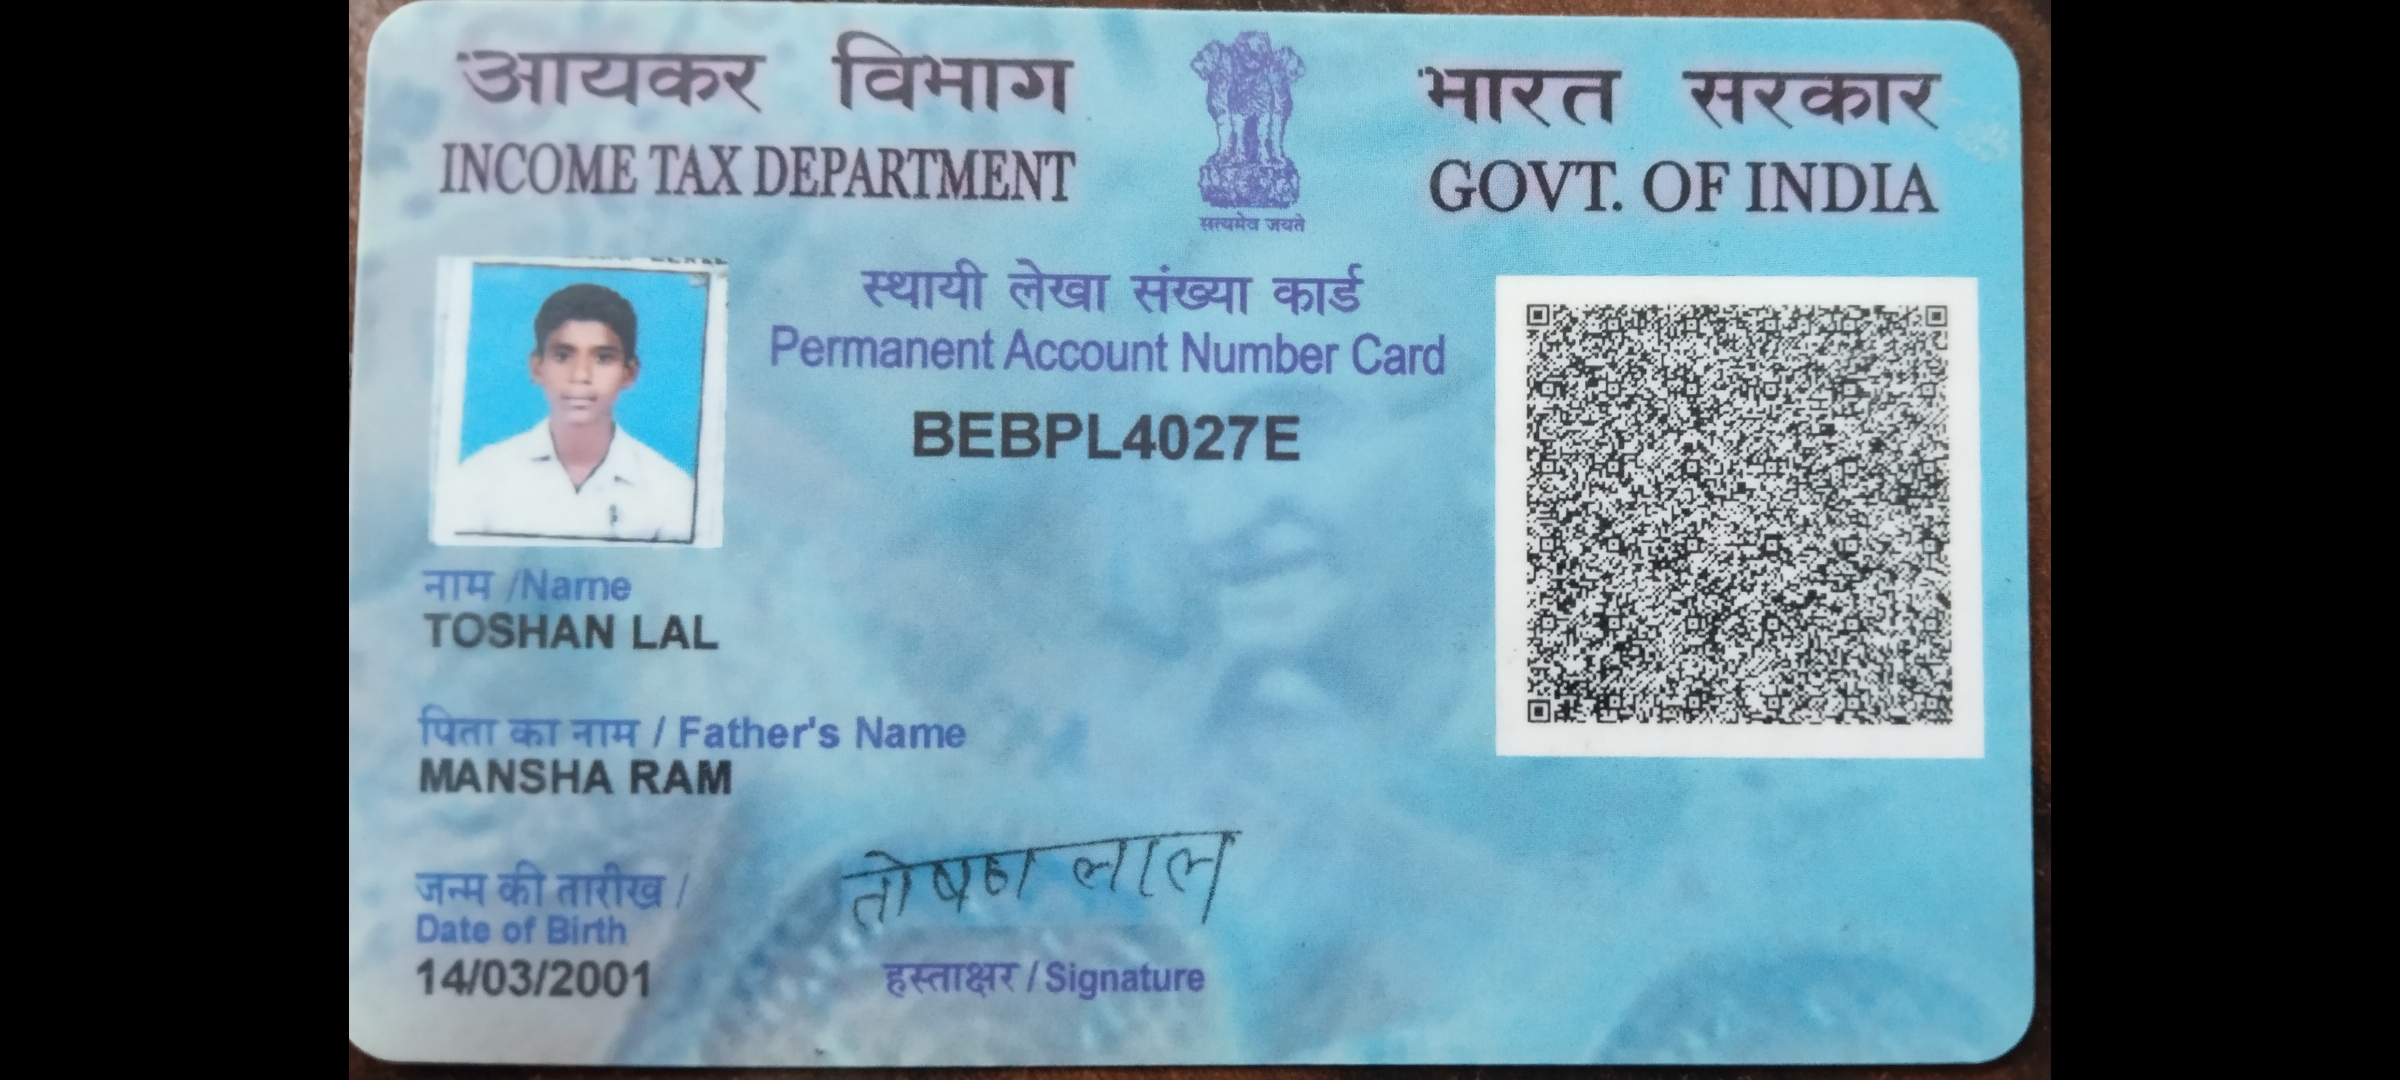 आयकर विभाग
INCOME TAX DEPARTMENT
सत्यमेव जयते
भारत सरकार
GOVT. OF INDIA
स्थायी लेखा संख्या कार्ड
Permanent Account Number Card
BEBPL4027E
नाम /Name
TOSHAN LAL
पिता का नाम / Father's Name
MANSHA RAM
जन्म की तारीख /
Date of Birth
14/03/2001
तोषण लाल
हस्ताक्षर / Signature